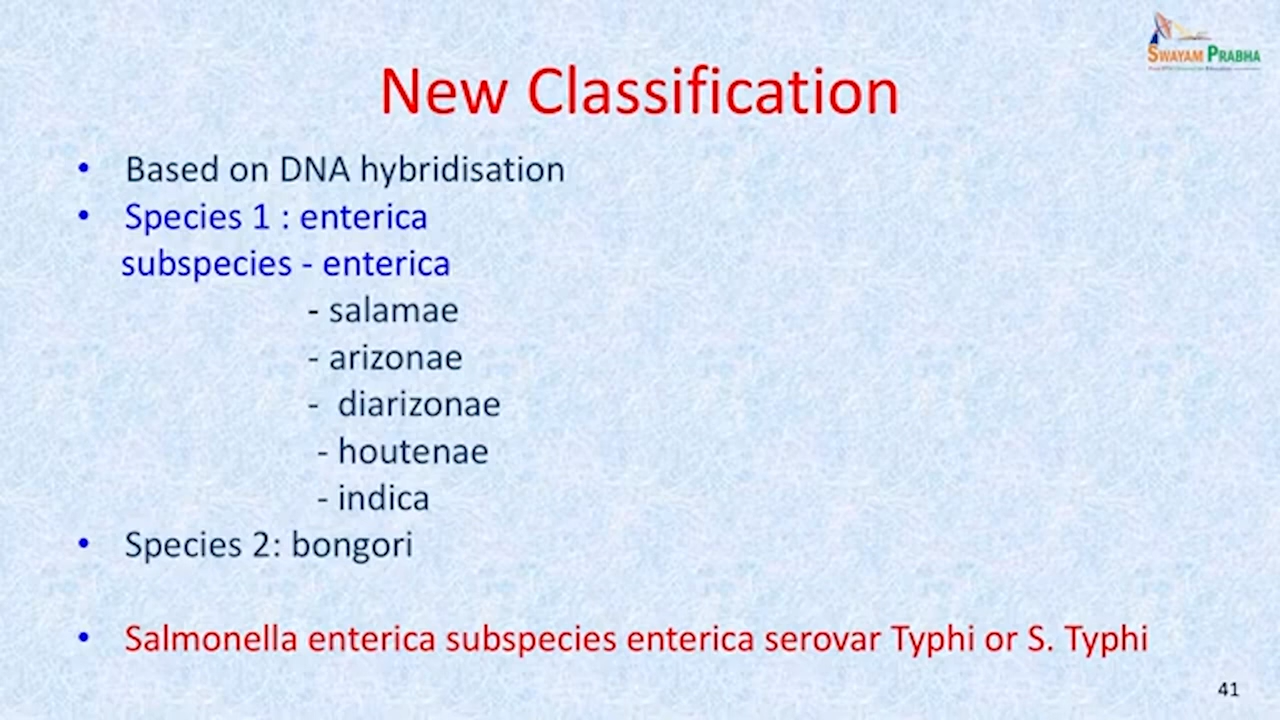 SWAYAM PRABHA
New Classification
• Based on DNA hybridisation
• Species 1 : enterica
subspecies - enterica
- salamae
- arizonae
- diarizonae
- houtenae
- indica
• Species 2: bongori
• Salmonella enterica subspecies enterica serovar Typhi or S. Typhi
41